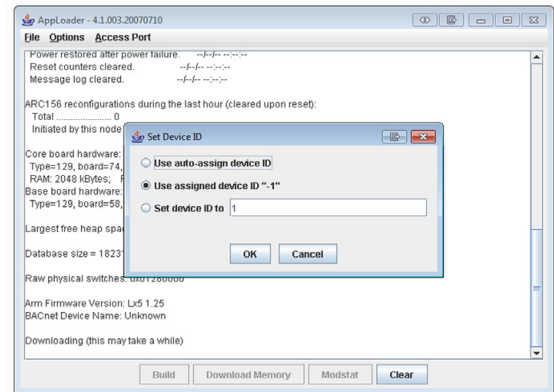 AppLoader - 4.1.003.20070710
File Options Access Port
Power restored after power failure. --/--/-- --:--:--
Reset counters cleared. --/--/-- --:--:--
Message log cleared. --/--/-- --:--:--
ARC156 reconfigurations during the last hour (cleared upon reset):
Total ....................... 0
Initiated by this node
Core board hardware:
Type=129, board=74,
RAM: 2048 kBytes;
Base board hardware:
Type=129, board=58,
Largest free heap spa
Database size = 1823
Raw physical switches: 0x01280000
Arm Firmware Version: Lx5 1.25
BACnet Device Name: Unknown
Downloading (this may take a while)
Set Device ID
Use auto-assign device ID
Use assigned device ID "-1"
Set device ID to 1
OK Cancel
Build Download Memory Modstat Clear